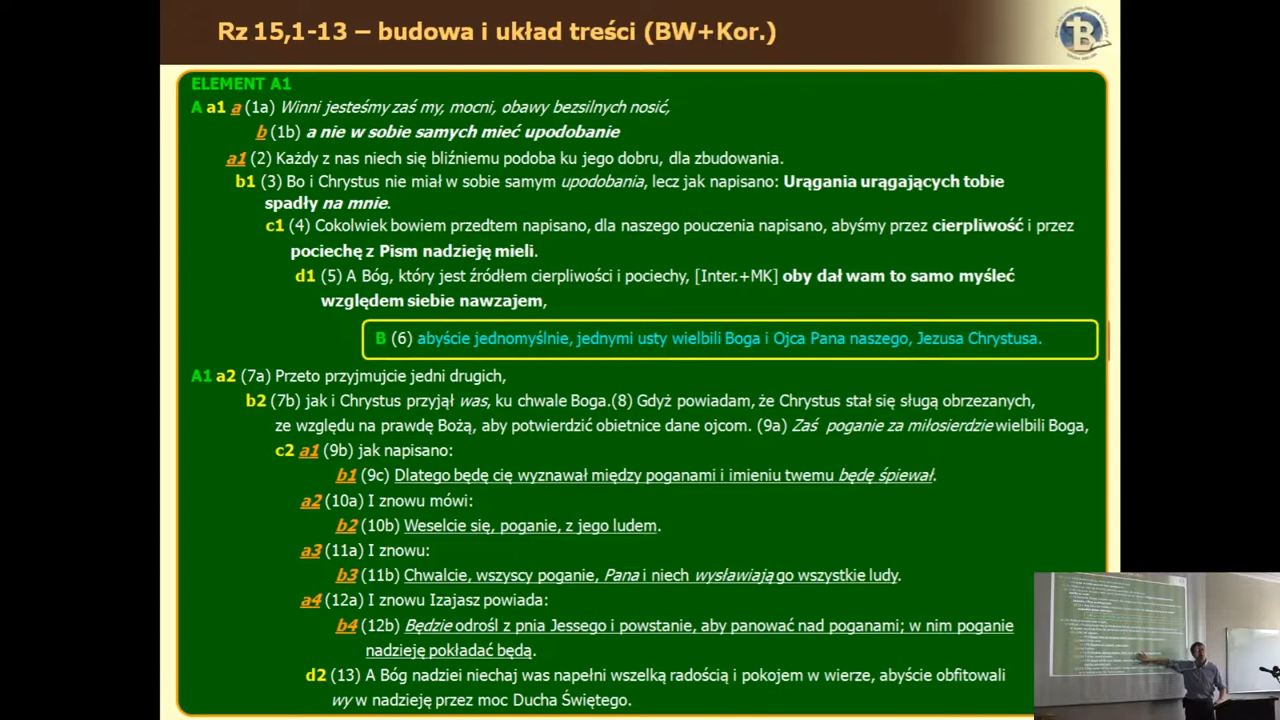 Rz 15,1-13 – budowa i układ treści (BW+Kor.)
ELEMENT A1
A a1 a (1a) Winni jesteśmy zaś my, mocni, obawy bezsilnych nosić,
b (1b) a nie w sobie samych mieć upodobanie
a1 (2) Każdy z nas niech się bliźniemu podoba ku jego dobru, dla zbudowania.
b1 (3) Bo i Chrystus nie miał w sobie samym upodobania, lecz jak napisano: Urągania urągających tobie
spadły na mnie.
c1 (4) Cokolwiek bowiem przedtem napisano, dla naszego pouczenia napisano, abyśmy przez cierpliwość i przez
pociechę z Pism nadzieję mieli.
d1 (5) A Bóg, który jest źródłem cierpliwości i pociechy, [Inter.+MK] oby dał wam to samo myśleć
względem siebie nawzajem,
B (6) abyście jednomyślnie, jednymi usty wielbili Boga i Ojca Pana naszego, Jezusa Chrystusa.
A1 a2 (7a) Przeto przyjmujcie jedni drugich,
b2 (7b) jak i Chrystus przyjął was, ku chwale Boga.(8) Gdyż powiadam, że Chrystus stał się sługą obrzezanych,
ze względu na prawdę Bożą, aby potwierdzić obietnice dane ojcom. (9a) Zaś poganie za miłosierdzie wielbili Boga,
c2 a1 (9b) jak napisano:
b1 (9c) Dlatego będę cię wyznawał między poganami i imieniu twemu będę śpiewał.
a2 (10a) I znowu mówi:
b2 (10b) Weselcie się, poganie, z jego ludem.
a3 (11a) I znowu:
b3 (11b) Chwalcie, wszyscy poganie, Pana i niech wysławiają go wszystkie ludy.
a4 (12a) I znowu Izajasz powiada:
b4 (12b) Będzie odrośl z pnia Jessego i powstanie, aby panować nad poganami; w nim poganie
nadzieję pokładać będą.
d2 (13) A Bóg nadziei niechaj was napełni wszelką radością i pokojem w wierze, abyście obfitowali
wy w nadzieję przez moc Ducha Świętego.